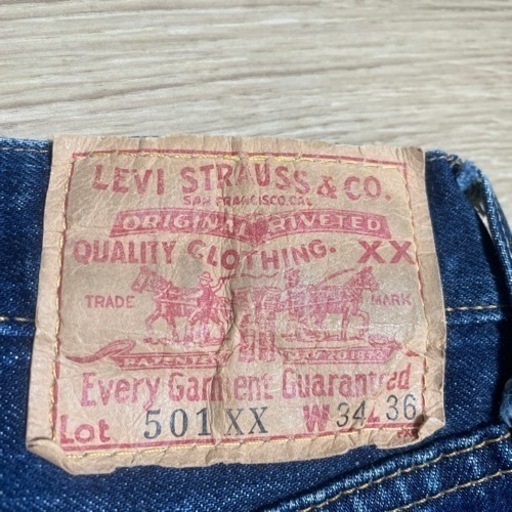 LEVI STRAUSS & CO.
SAN FRANCISCO, CAL
ORIGINAL RIVETED
QUALITY CLOTHING. XX
TRADE MARK
PATENTED
Every Garment Guaranteed
Lot 501 XX W 34 L 36